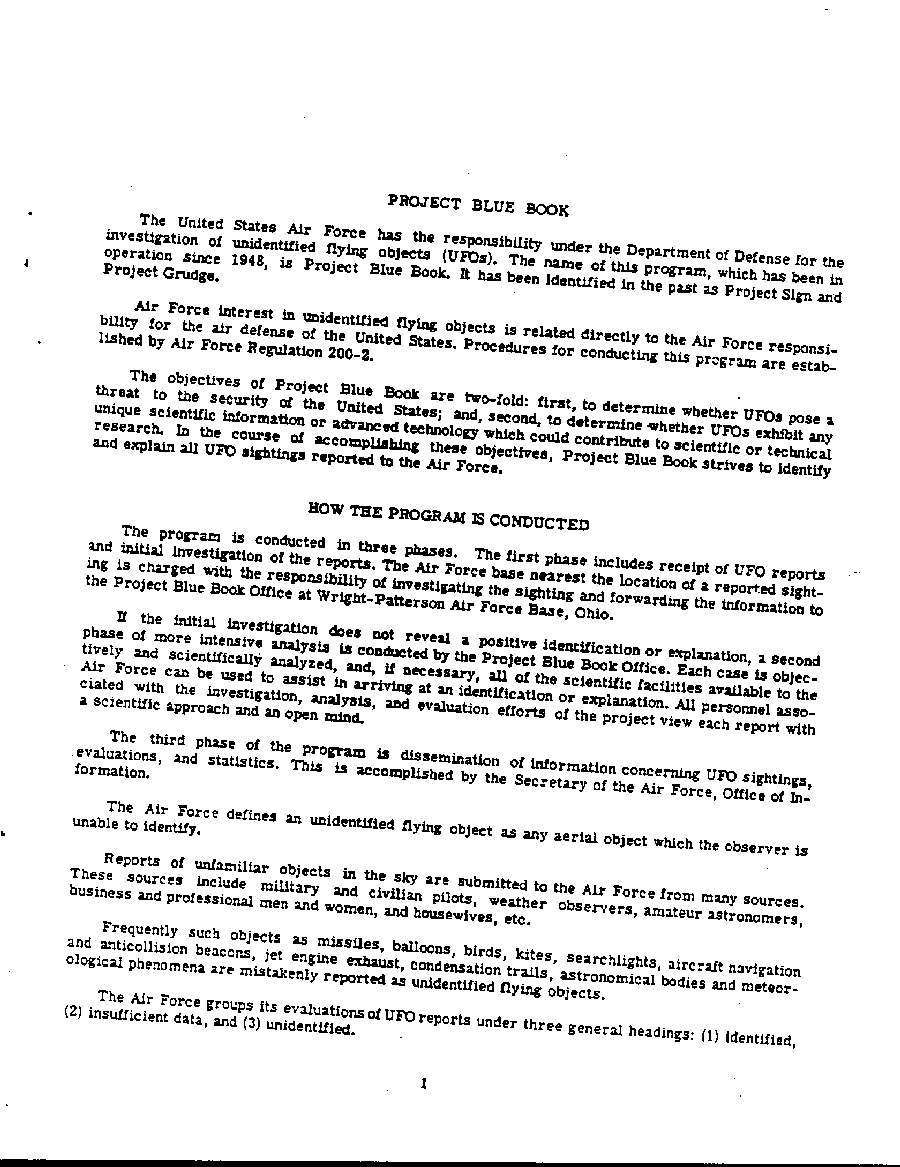 PROJECT BLUE BOOK
The United States Air Force has the responsibility under the Department of Defense for the
investigation of unidentified flying objects (UFOs). The name of this program, which has been in
operation since 1948, is Project Blue Book. It has been identified in the past as Project Sign and
Project Grudge.
Air Force interest in unidentified flying objects is related directly to the Air Force responsi-
bility for the air defense of the United States. Procedures for conducting this program are estab-
lished by Air Force Regulation 200-2.
The objectives of Project Blue Book are two-fold: first, to determine whether UFOs pose a
threat to the security of the United States; and, second, to determine whether UFOs exhibit any
unique scientific information or advanced technology which could contribute to scientific or technical
research. In the course of accomplishing these objectives, Project Blue Book strives to identify
and explain all UFO sightings reported to the Air Force.
HOW THE PROGRAM IS CONDUCTED
The program is conducted in three phases. The first phase includes receipt of UFO reports
and initial investigation of the reports. The Air Force base nearest the location of a reported sight-
ing is charged with the responsibility of investigating the sighting and forwarding the information to
the Project Blue Book Office at Wright-Patterson Air Force Base, Ohio.
If the initial investigation does not reveal a positive identification or explanation, a second
phase of more intensive analysis is conducted by the Project Blue Book Office. Each case is objec-
tively and scientifically analyzed, and, if necessary, all of the scientific facilities available to the
Air Force can be used to assist in arriving at an identification or explanation. All personnel asso-
ciated with the investigation, analysis, and evaluation efforts of the project view each report with
a scientific approach and an open mind.
The third phase of the program is dissemination of information concerning UFO sightings,
evaluations, and statistics. This is accomplished by the Secretary of the Air Force, Office of In-
formation.
The Air Force defines an unidentified flying object as any aerial object which the observer is
unable to identify.
Reports of unfamiliar objects in the sky are submitted to the Air Force from many sources.
These sources include military and civilian pilots, weather observers, amateur astronomers,
business and professional men and women, and housewives, etc.
Frequently such objects as missiles, balloons, birds, kites, searchlights, aircraft navigation
and anticollision beacons, jet engine exhaust, condensation trails, astronomical bodies and meteor-
ological phenomena are mistakenly reported as unidentified flying objects.
The Air Force groups its evaluations of UFO reports under three general headings: (1) identified,
(2) insufficient data, and (3) unidentified.
1